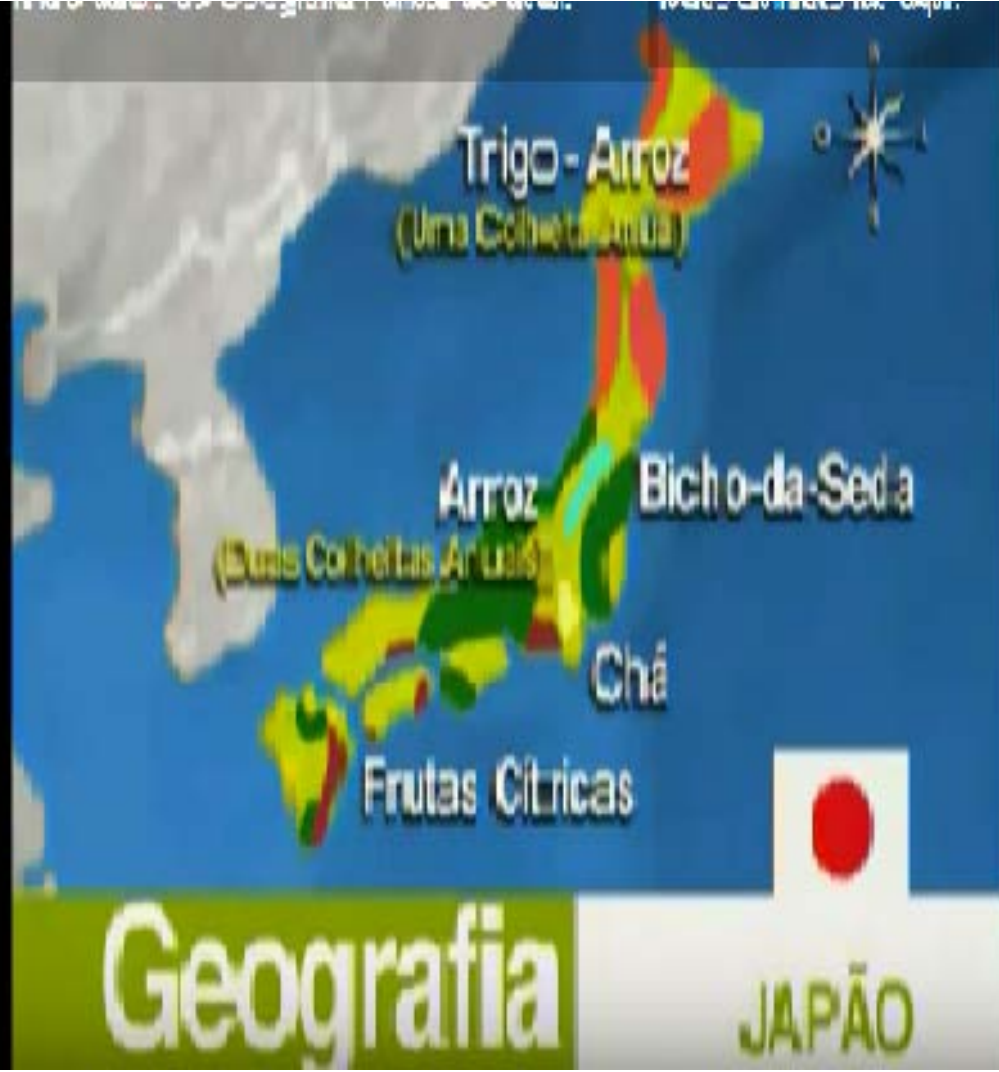 Trigo - Arroz
(Uma Colheita Anual)
Arroz
Bicho-da-Seda
(Duas Colheitas Anuais)
Chá
Frutas Cítricas
Geografia
JAPÃO